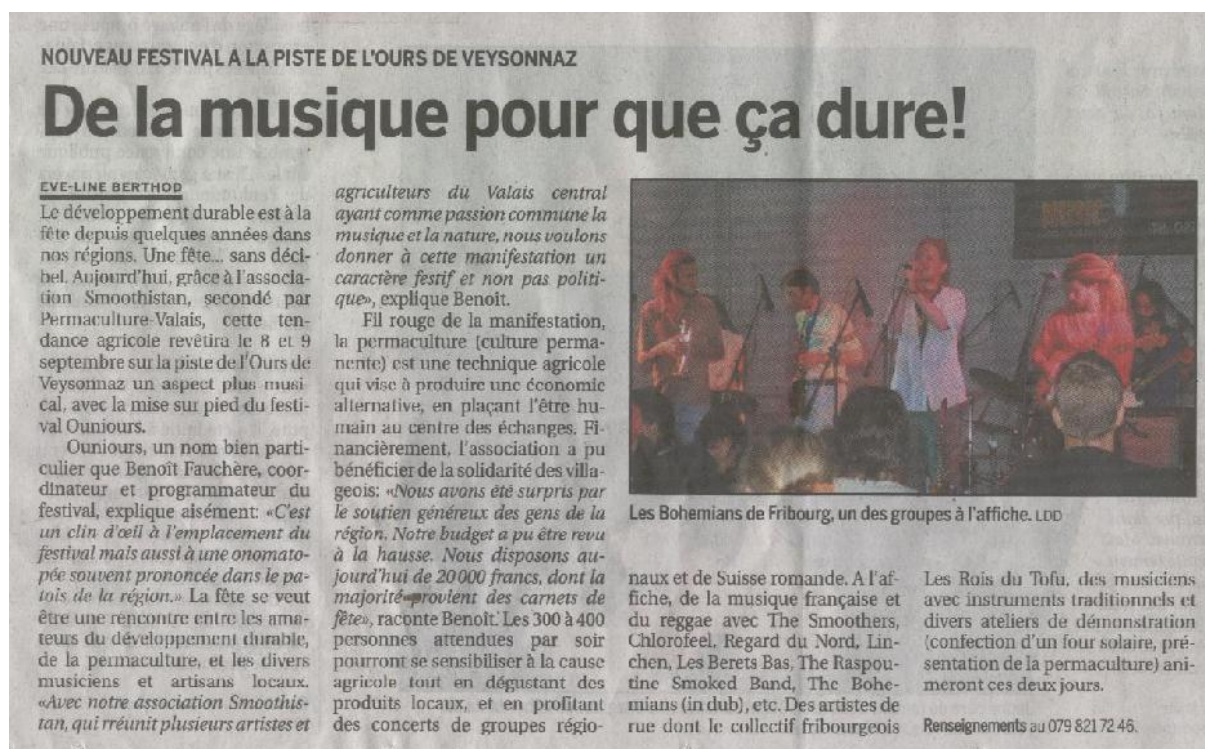 NOUVEAU FESTIVAL A LA PISTE DE L'OURS DE VEYSONNAZ
De la musique pour que ça dure!
EVE-LINE BERTHOD
Le développement durable est à la
fête depuis quelques années dans
nos régions. Une fête... sans déci-
bel. Aujourd'hui, grâce à l'associa-
tion Smoothistan, secondé par
Permaculture-Valais, cette ten-
dance agricole revêtira le 8 et 9
septembre sur la piste de l'Ours de
Veysonnaz un aspect plus musi-
cal, avec la mise sur pied du festi-
val Ouniours.
Ouniours, un nom bien parti-
culier que Benoît Fauchère, coor-
dinateur et programmateur du
festival, explique aisément: «C'est
un clin d'œil à l'emplacement du
festival mais aussi à une onomato-
pée souvent prononcée dans le pa-
tois de la région.» La fête se veut
être une rencontre entre les ama-
teurs du développement durable,
de la permaculture, et les divers
musiciens et artisans locaux.
«Avec notre association Smoothis-
tan, qui rréunit plusieurs artistes et
agriculteurs du Valais central
ayant comme passion commune la
musique et la nature, nous voulons
donner à cette manifestation un
caractère festif et non pas politi-
que», explique Benoît.
Fil rouge de la manifestation,
la permaculture (culture perma-
nente) est une technique agricole
qui vise à produire une économie
alternative, en plaçant l'être hu-
main au centre des échanges. Fi-
nancièrement, l'association a pu
bénéficier de la solidarité des villa-
geois: «Nous avons été surpris par
le soutien généreux des gens de la
région. Notre budget a pu être revu
à la hausse. Nous disposons au-
jourd'hui de 20 000 francs, dont la
majorité provient des carnets de
fête», raconte Benoît. Les 300 à 400
personnes attendues par soir
pourront se sensibiliser à la cause
agricole tout en dégustant des
produits locaux, et en profitant
des concerts de groupes régio-
Les Bohemians de Fribourg, un des groupes à l'affiche. LDD
naux et de Suisse romande. A l'af-
fiche, de la musique française et
du reggae avec The Smoothers,
Chlorofeel, Regard du Nord, Lin-
chen, Les Berets Bas, The Raspou-
tine Smoked Band, The Bohe-
mians (in dub), etc. Des artistes de
rue dont le collectif fribourgeois
Les Rois du Tofu, des musiciens
avec instruments traditionnels et
divers ateliers de démonstration
(confection d'un four solaire, pré-
sentation de la permaculture) ani-
meront ces deux jours.
Renseignements au 079 821 72 46.